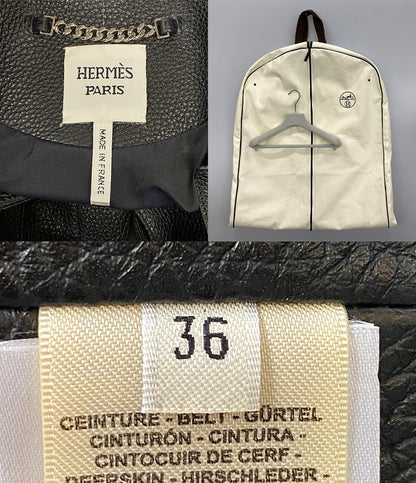 HERMÈS
PARIS
MADE IN FRANCE
36
CEINTURE - BELT - GÜRTEL
CINTURÓN - CINTURA -
CINTOCUIR DE CERF -
DEERSKIN - HIRSCHLEDER -